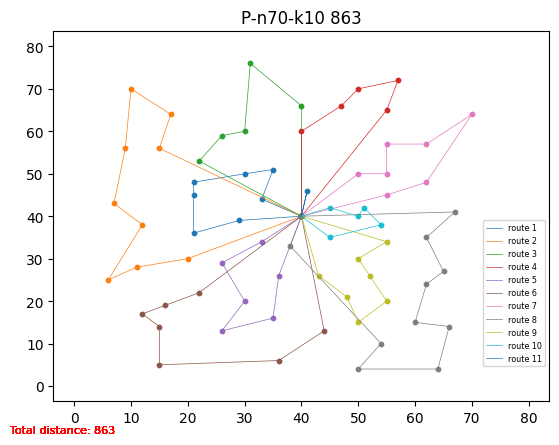 P-n70-k10 863
80
70
60
50
40
30
20
10
0
0 10 20 30 40 50 60 70 80
route 1
route 2
route 3
route 4
route 5
route 6
route 7
route 8
route 9
route 10
route 11
Total distance: 863